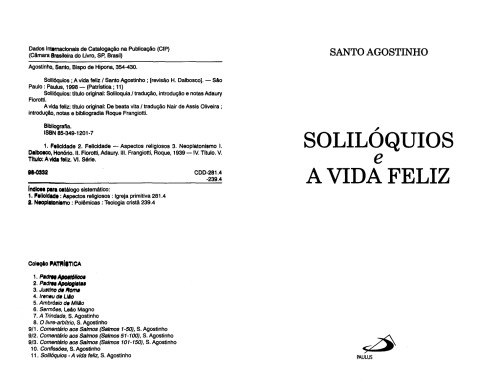 Dados Internacionais de Catalogação na Publicação (CIP)
(Câmara Brasileira do Livro, SP, Brasil)
Agostinho, Santo, Bispo de Hipona, 354-430.
Solilóquios ; A vida feliz / Santo Agostinho ; [revisão H. Dalbosco]. — São
Paulo : Paulus, 1998 — (Patrística ; 11)
Solilóquios: título original: Soliloquia / tradução, introdução e notas Adaury
Fiorotti.
A vida feliz: título original: De beata vita / tradução Nair de Assis Oliveira ;
introdução, notas e bibliogradia Roque Frangiotti.
Bibliografia.
ISBN 85-349-1201-7
1. Felicidade 2. Felicidade — Aspectos religiosos 3. Neoplatonismo I.
Dalbosco, Honório. II. Fiorotti, Adaury. III. Frangiotti, Roque, 1939 — IV. Título. V.
Título: A vida feliz. VI. Série.
98-0332 CDD-281.4
-239.4
Índices para catálogo sistemático:
1. Felicidade : Aspectos religiosos : Igreja primitiva 281.4
2. Neoplatonismo : Polêmicas : Teologia cristã 239.4
Coleção PATRÍSTICA
1. Padres Apostólicos
2. Padres Apologistas
3. Justino de Roma
4. Ireneu de Lião
5. Ambrósio de Milão
6. Sermões, Leão Magno
7. A Trindade, S. Agostinho
8. O livre-arbítrio, S. Agostinho
9/1. Comentário aos Salmos (Salmos 1-50), S. Agostinho
9/2. Comentário aos Salmos (Salmos 51-100), S. Agostinho
9/3. Comentário aos Salmos (Salmos 101-150), S. Agostinho
10. Confissões, S. Agostinho
11. Solilóquios - A vida feliz, S. Agostinho
SANTO AGOSTINHO
SOLILÓQUIOS
e
A VIDA FELIZ
PAULUS